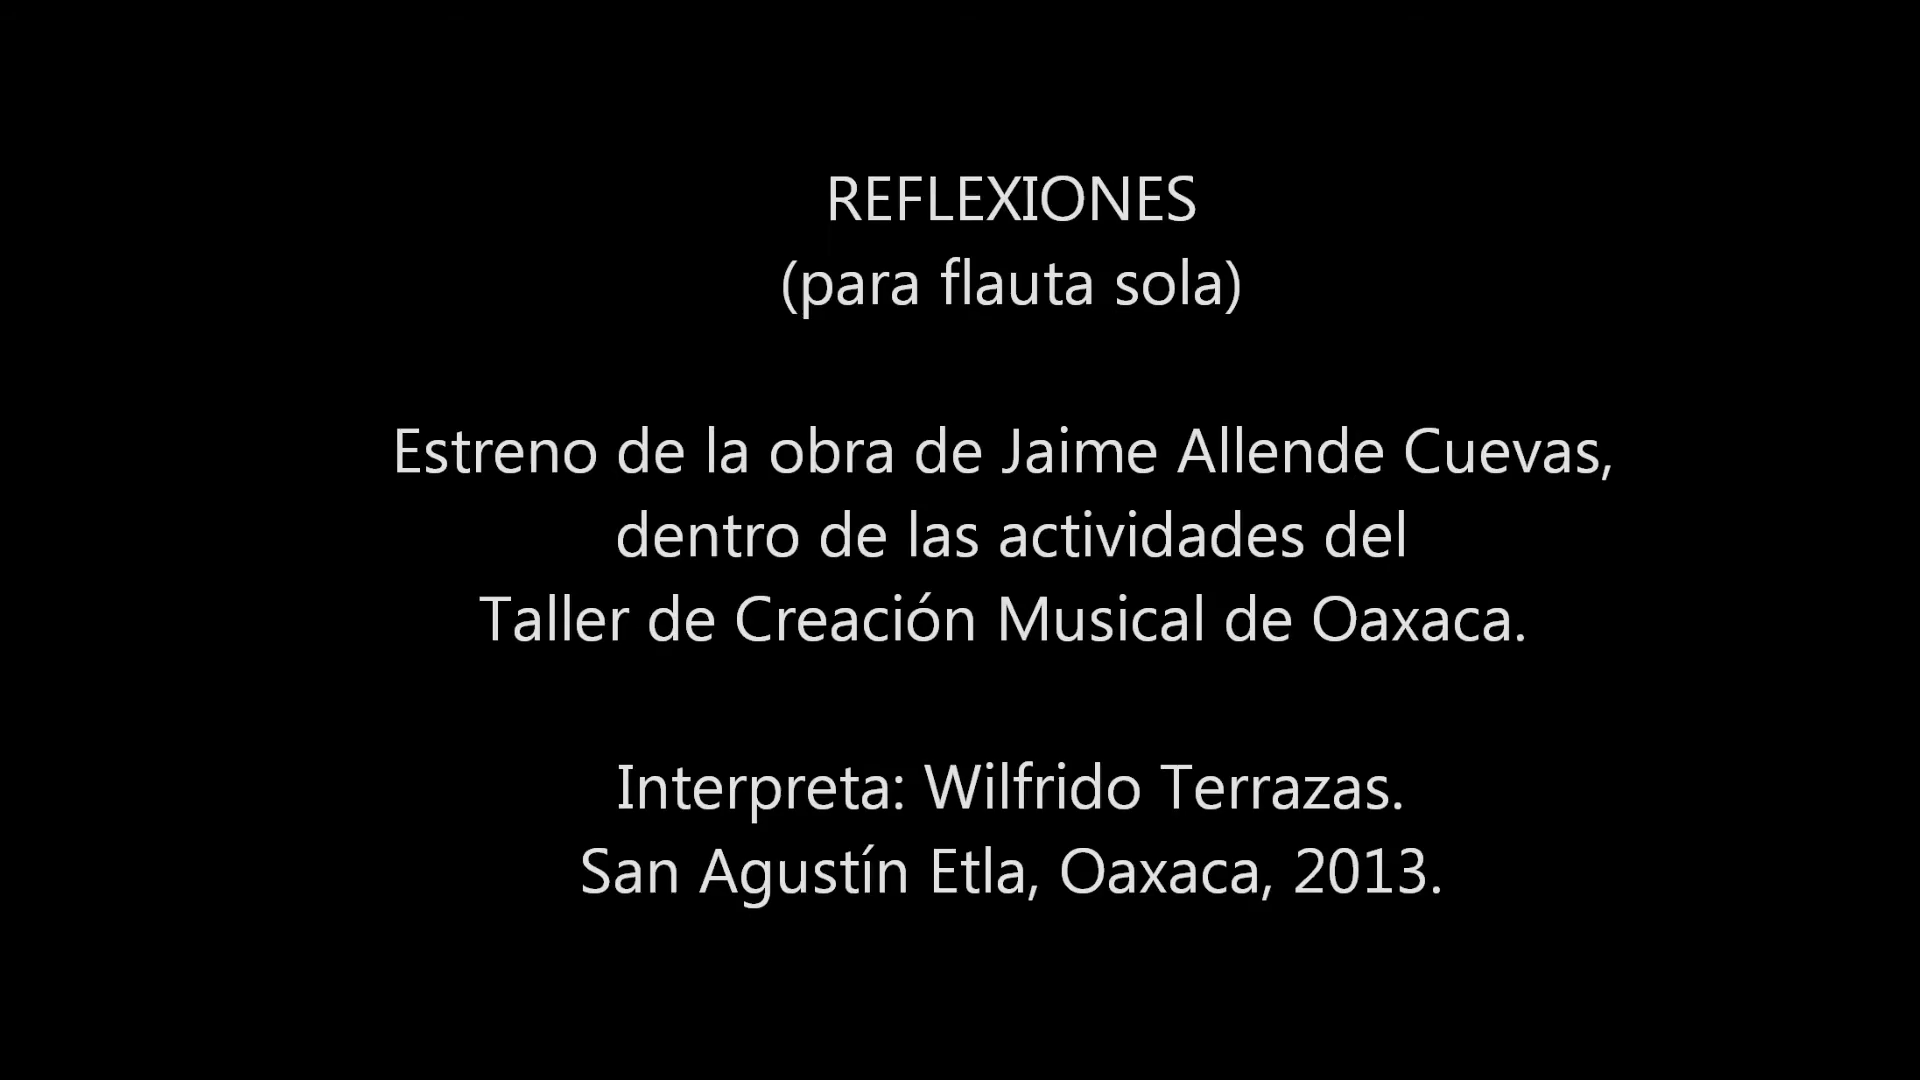 REFLEXIONES
(para flauta sola)
Estreno de la obra de Jaime Allende Cuevas,
dentro de las actividades del
Taller de Creación Musical de Oaxaca.
Interpreta: Wilfrido Terrazas.
San Agustín Etla, Oaxaca, 2013.